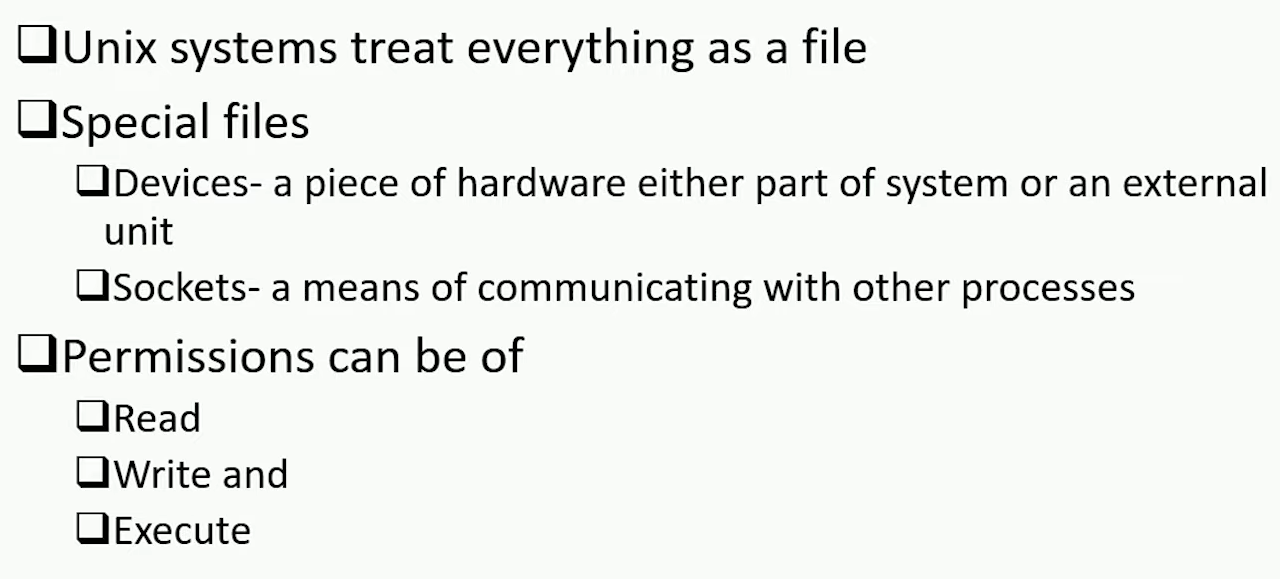 ❑Unix systems treat everything as a file
❑Special files
❑Devices- a piece of hardware either part of system or an external
unit
❑Sockets- a means of communicating with other processes
❑Permissions can be of
❑Read
❑Write and
❑Execute